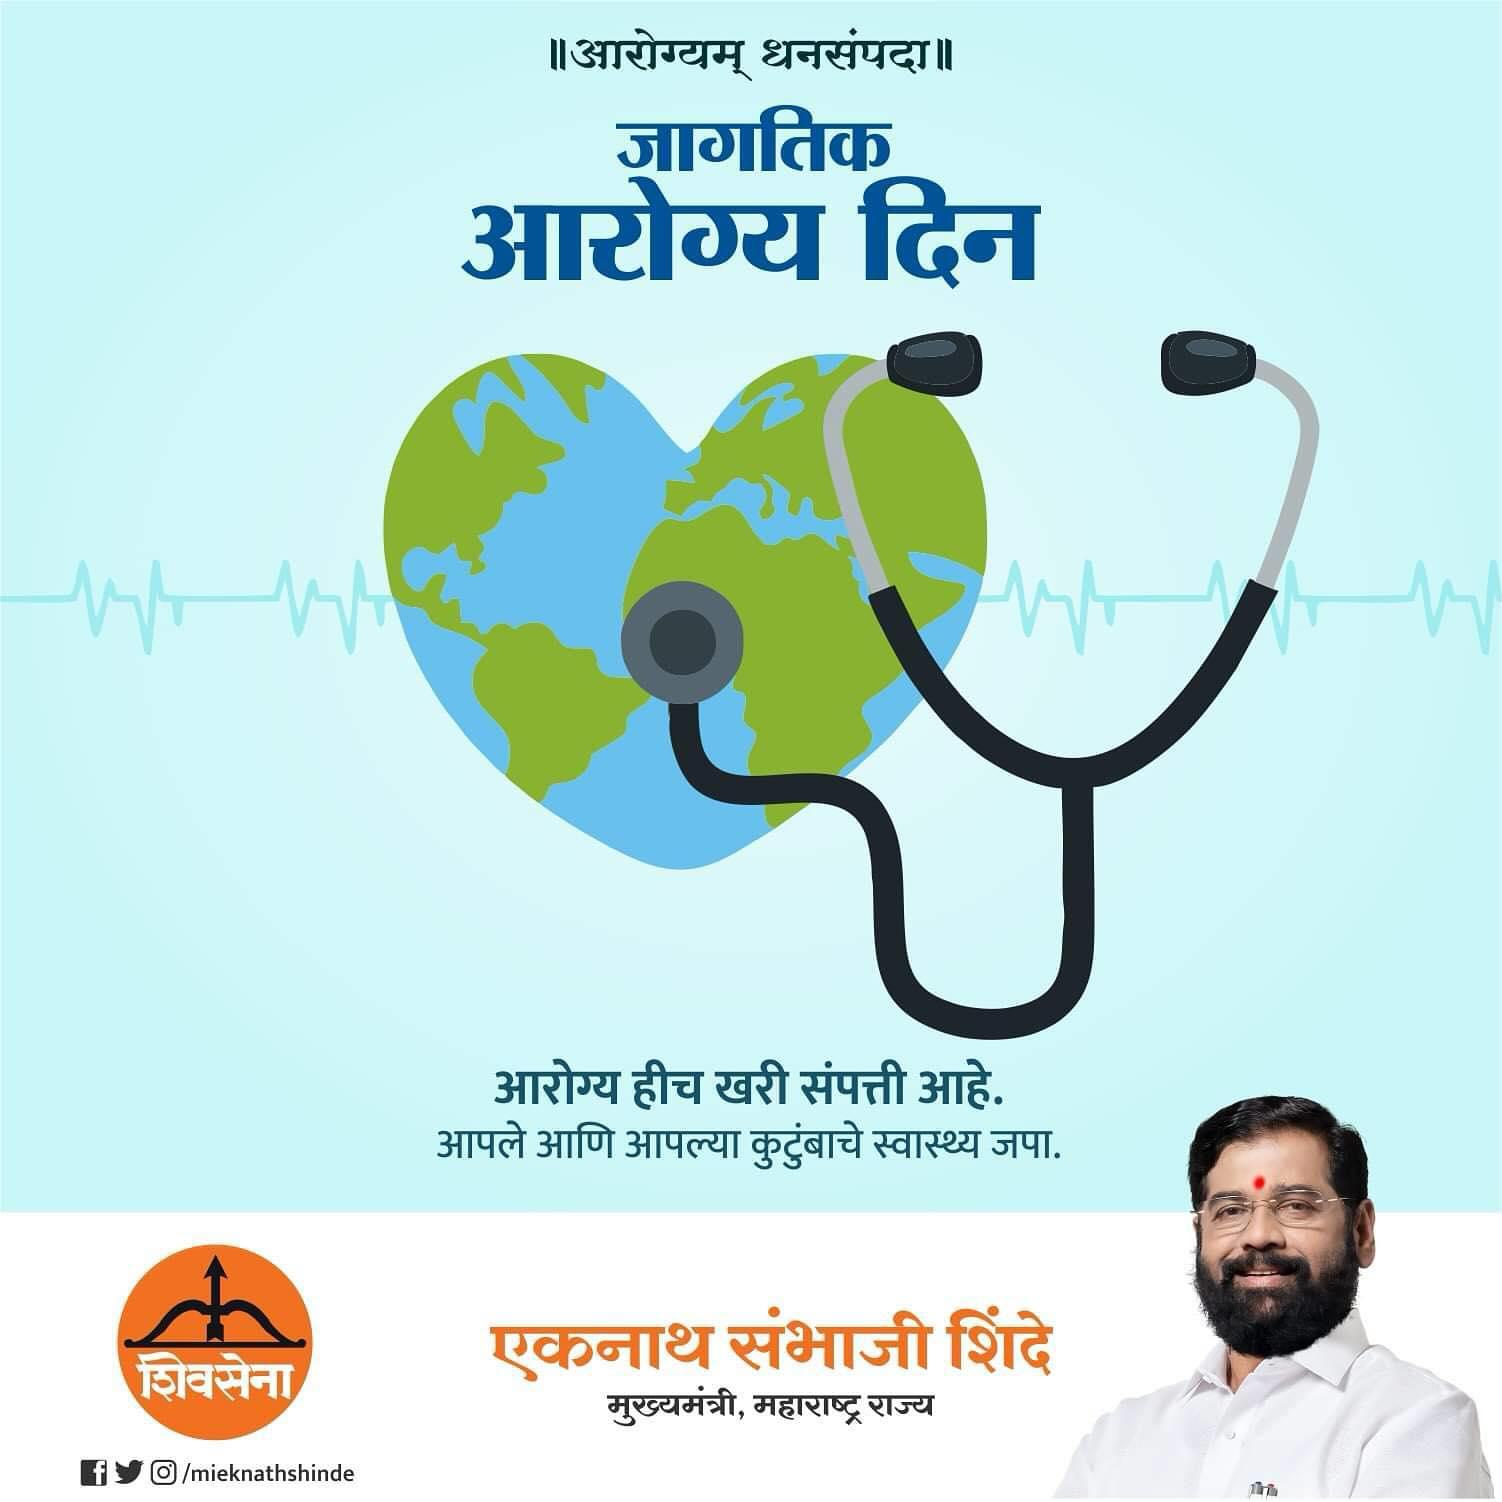 ॥आरोग्यम् धनसंपदा॥
जागतिक
आरोग्य दिन
आरोग्य हीच खरी संपत्ती आहे.
आपले आणि आपल्या कुटुंबाचे स्वास्थ्य जपा.
शिवसेना
एकनाथ संभाजी शिंदे
मुख्यमंत्री, महाराष्ट्र राज्य
/mieknathshinde